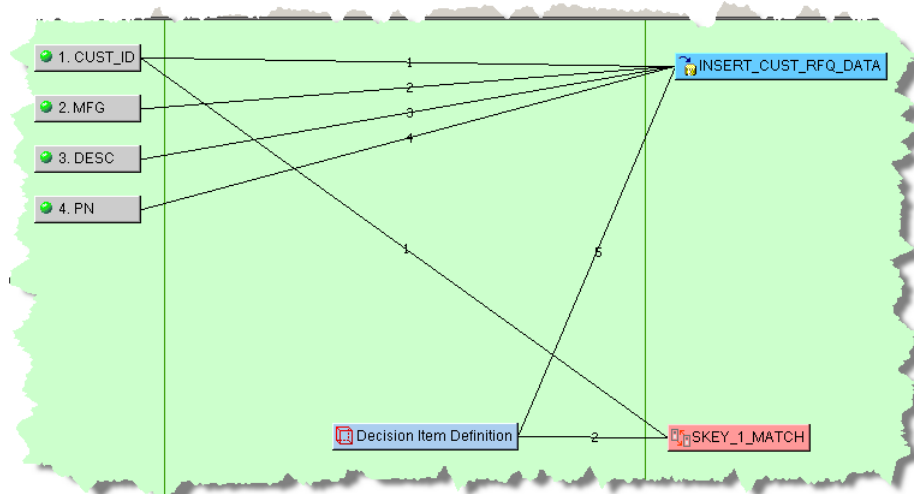 1. CUST_ID
1
INSERT_CUST_RFQ_DATA
2. MFG
2
3
4
3. DESC
4. PN
1
5
Decision Item Definition
2
SKEY_1_MATCH